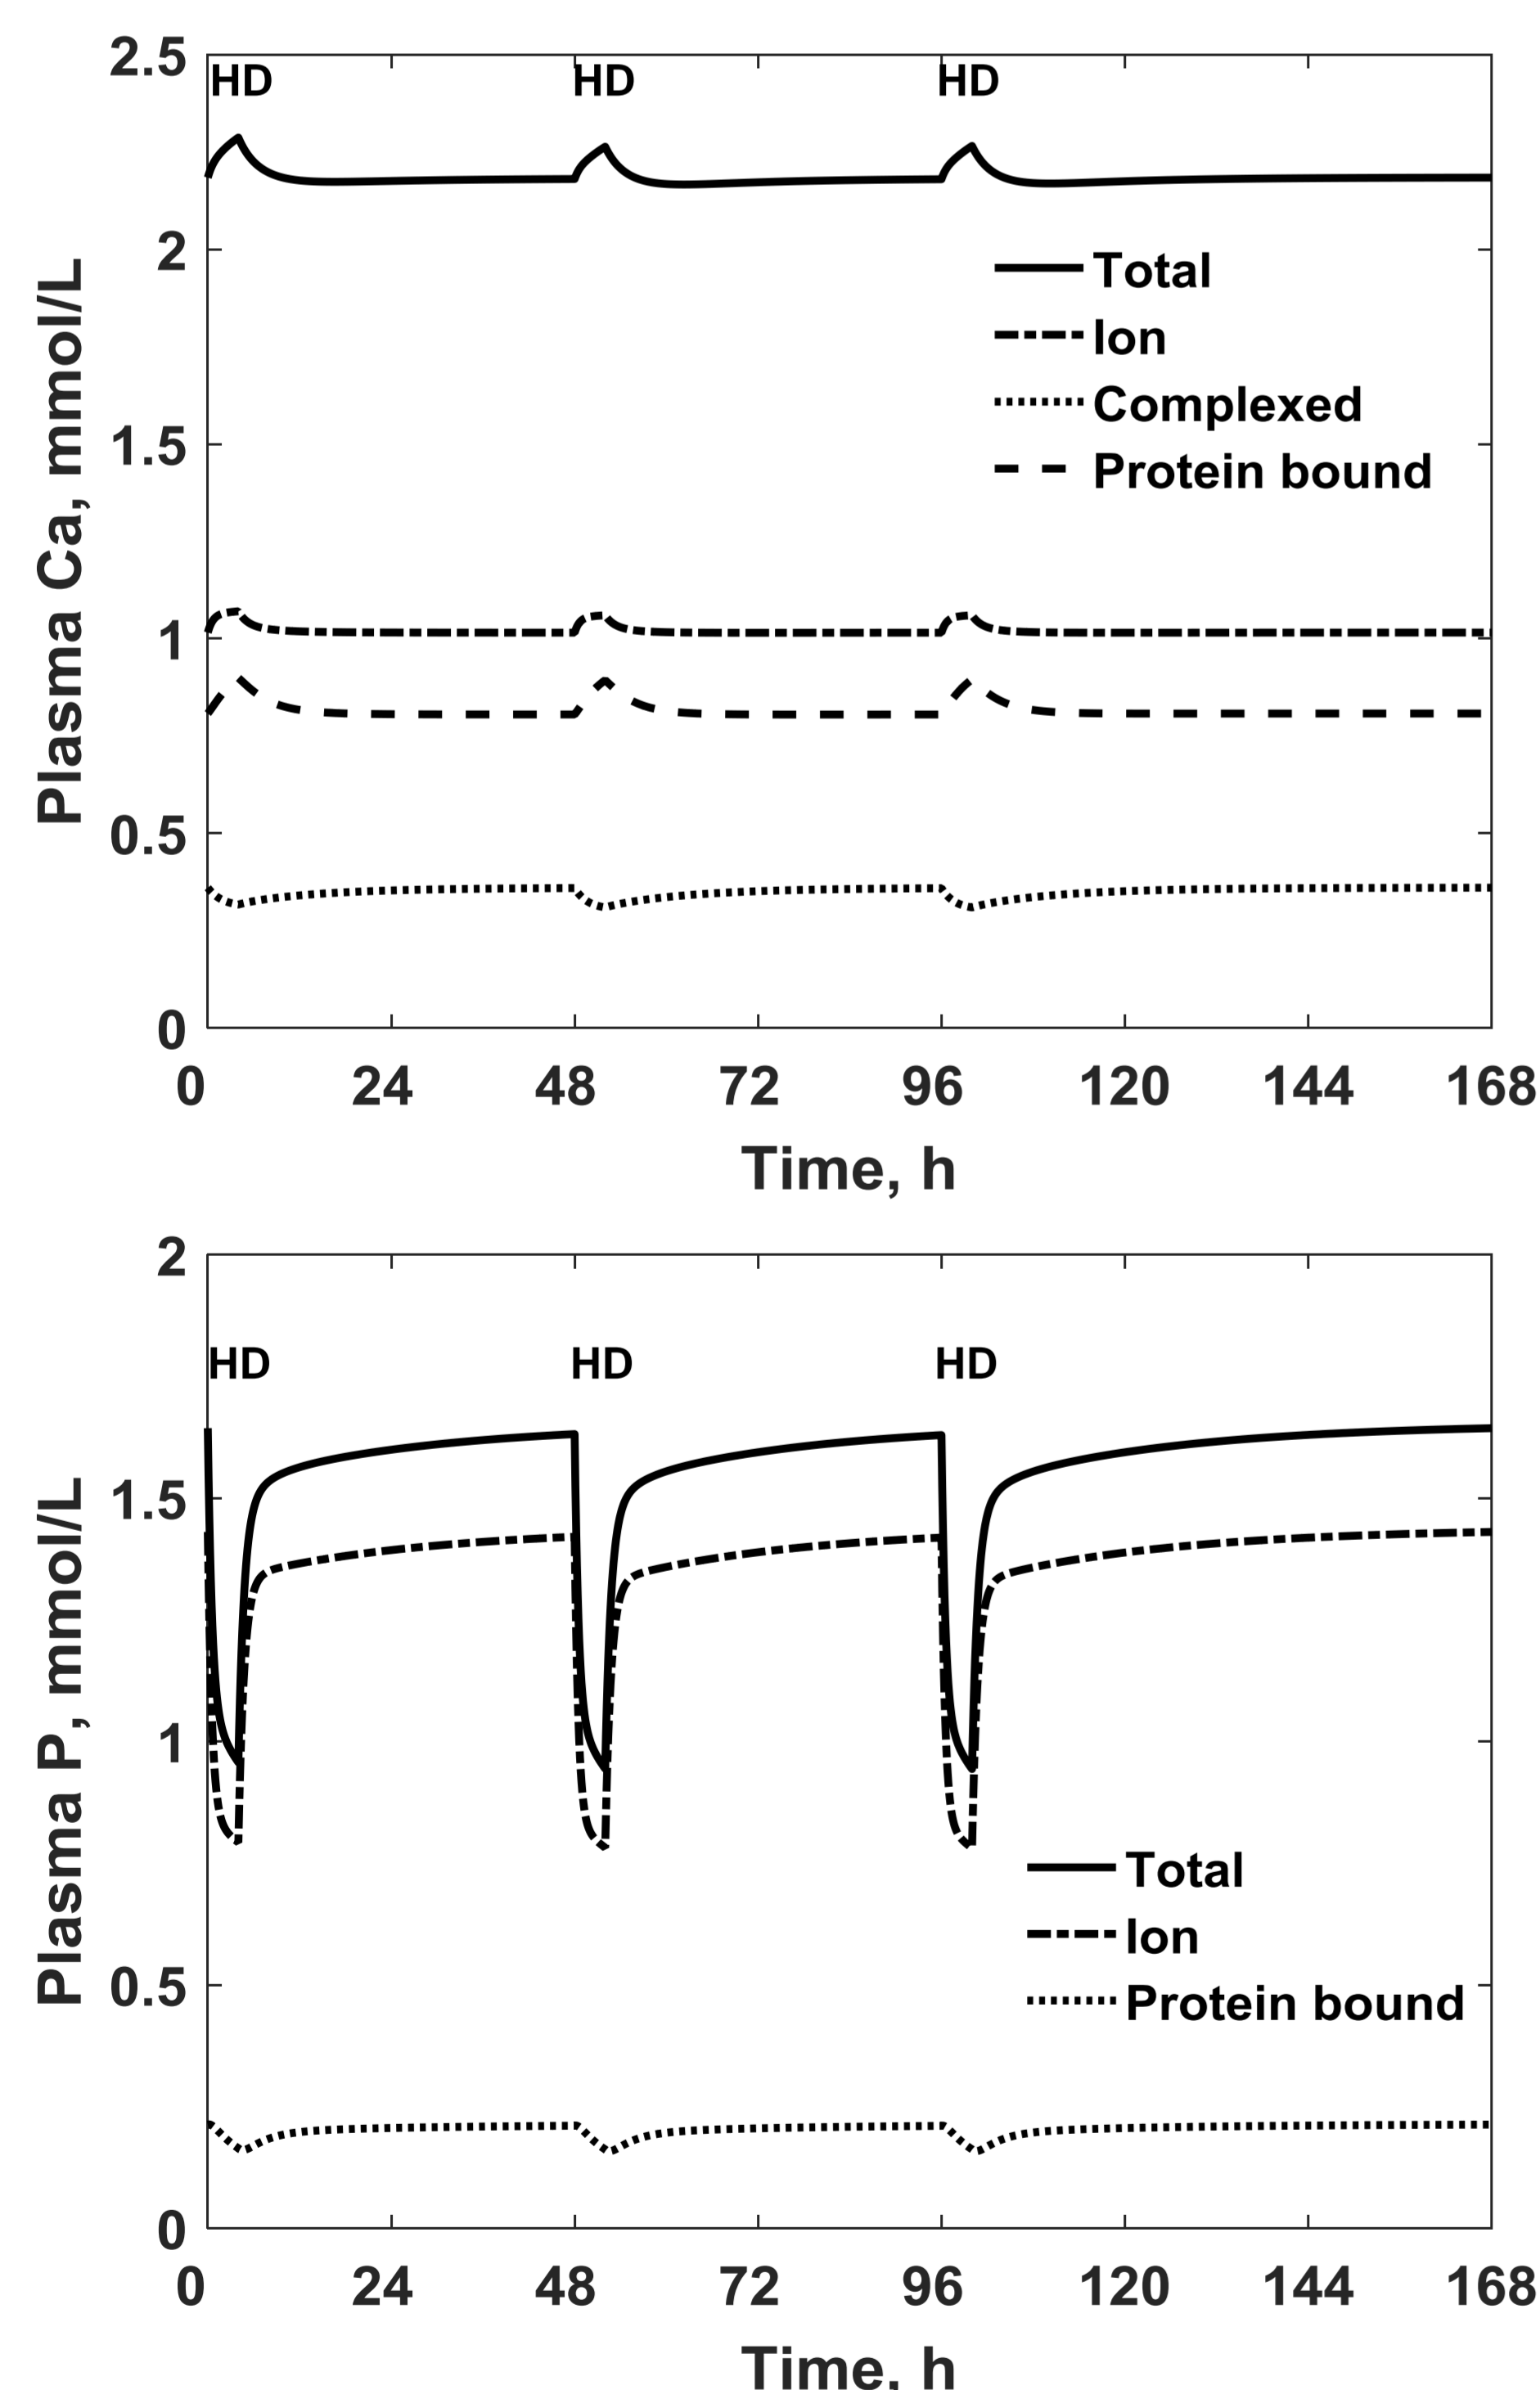 2.5
HD HD HD
2
Total
Ion
Complexed
Protein bound
1.5
1
0.5
0
Plasma Ca, mmol/L
0 24 48 72 96 120 144 168
Time, h
2
HD HD HD
1.5
1
Total
Ion
Protein bound
0.5
0
Plasma P, mmol/L
0 24 48 72 96 120 144 168
Time, h